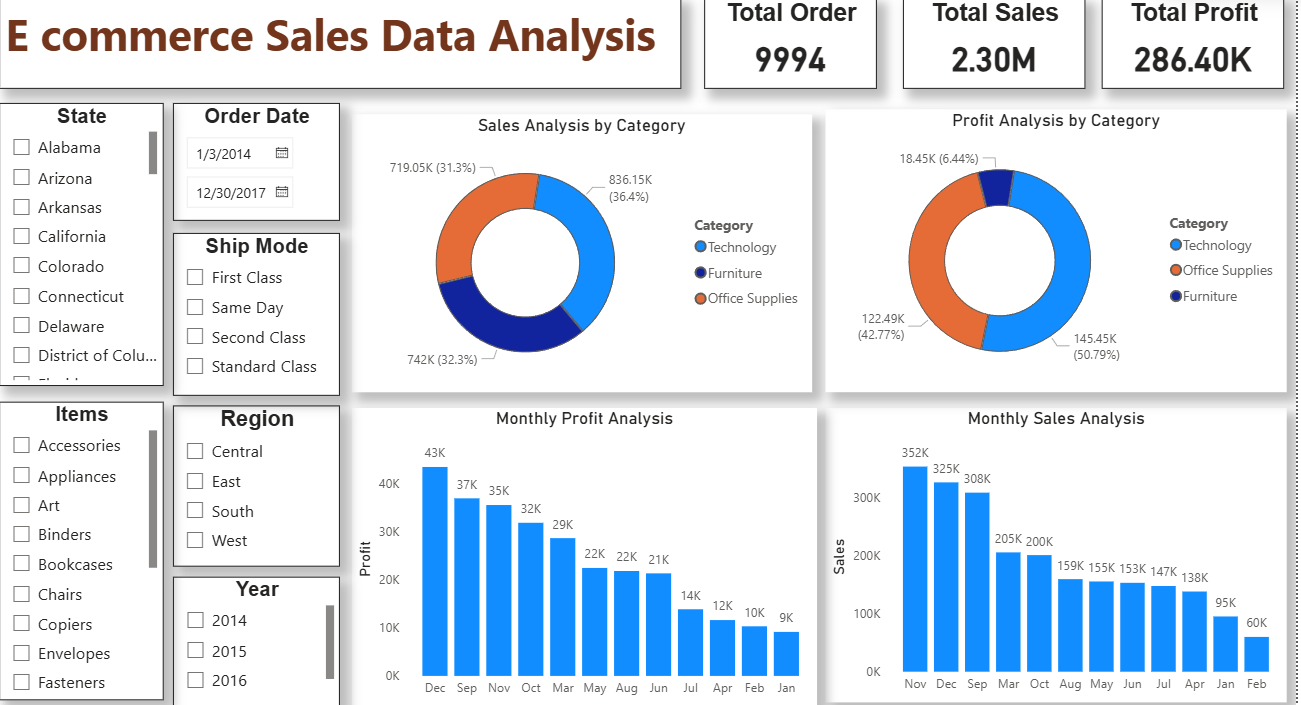 E commerce Sales Data Analysis
Total Order
9994
Total Sales
2.30M
Total Profit
286.40K
State
Alabama
Arizona
Arkansas
California
Colorado
Connecticut
Delaware
District of Colu...
Order Date
1/3/2014
12/30/2017
Ship Mode
First Class
Same Day
Second Class
Standard Class
Sales Analysis by Category
719.05K (31.3%)
836.15K
(36.4%)
742K (32.3%)
Category
Technology
Furniture
Office Supplies
Profit Analysis by Category
18.45K (6.44%)
122.49K
(42.77%)
145.45K
(50.79%)
Category
Technology
Office Supplies
Furniture
Items
Accessories
Appliances
Art
Binders
Bookcases
Chairs
Copiers
Envelopes
Fasteners
Region
Central
East
South
West
Year
2014
2015
2016
Monthly Profit Analysis
Profit
40K
30K
20K
10K
0K
43K 37K 35K 32K 29K 22K 22K 21K 14K 12K 10K 9K
Dec Sep Nov Oct Mar May Aug Jun Jul Apr Feb Jan
Monthly Sales Analysis
Sales
300K
200K
100K
0K
352K 325K 308K 205K 200K 159K 155K 153K 147K 138K 95K 60K
Nov Dec Sep Mar Oct Aug May Jun Jul Apr Jan Feb